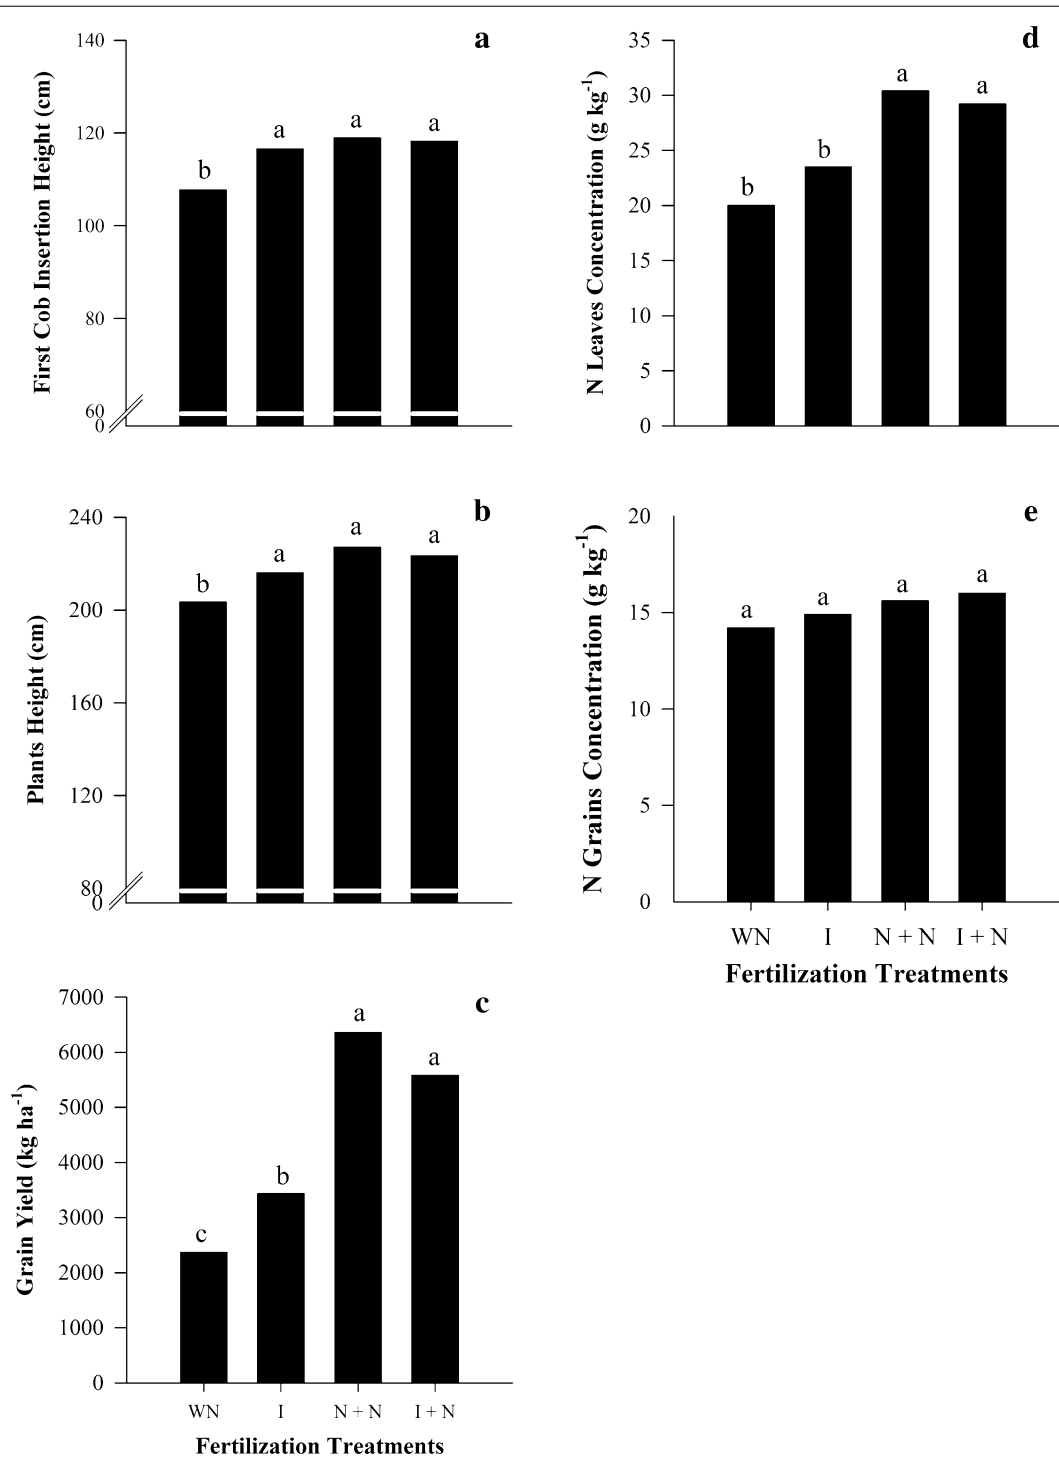 a
First Cob Insertion Height (cm)
140
120
100
80
60
0
b a a a
b
Plants Height (cm)
240
200
160
120
80
0
b a a a
c
Grain Yield (kg ha-1)
7000
6000
5000
4000
3000
2000
1000
0
c b a a
WN I N + N I + N
Fertilization Treatments
d
N Leaves Concentration (g kg-1)
35
30
25
20
15
10
5
0
b b a a
e
N Grains Concentration (g kg-1)
20
15
10
5
0
a a a a
WN I N + N I + N
Fertilization Treatments